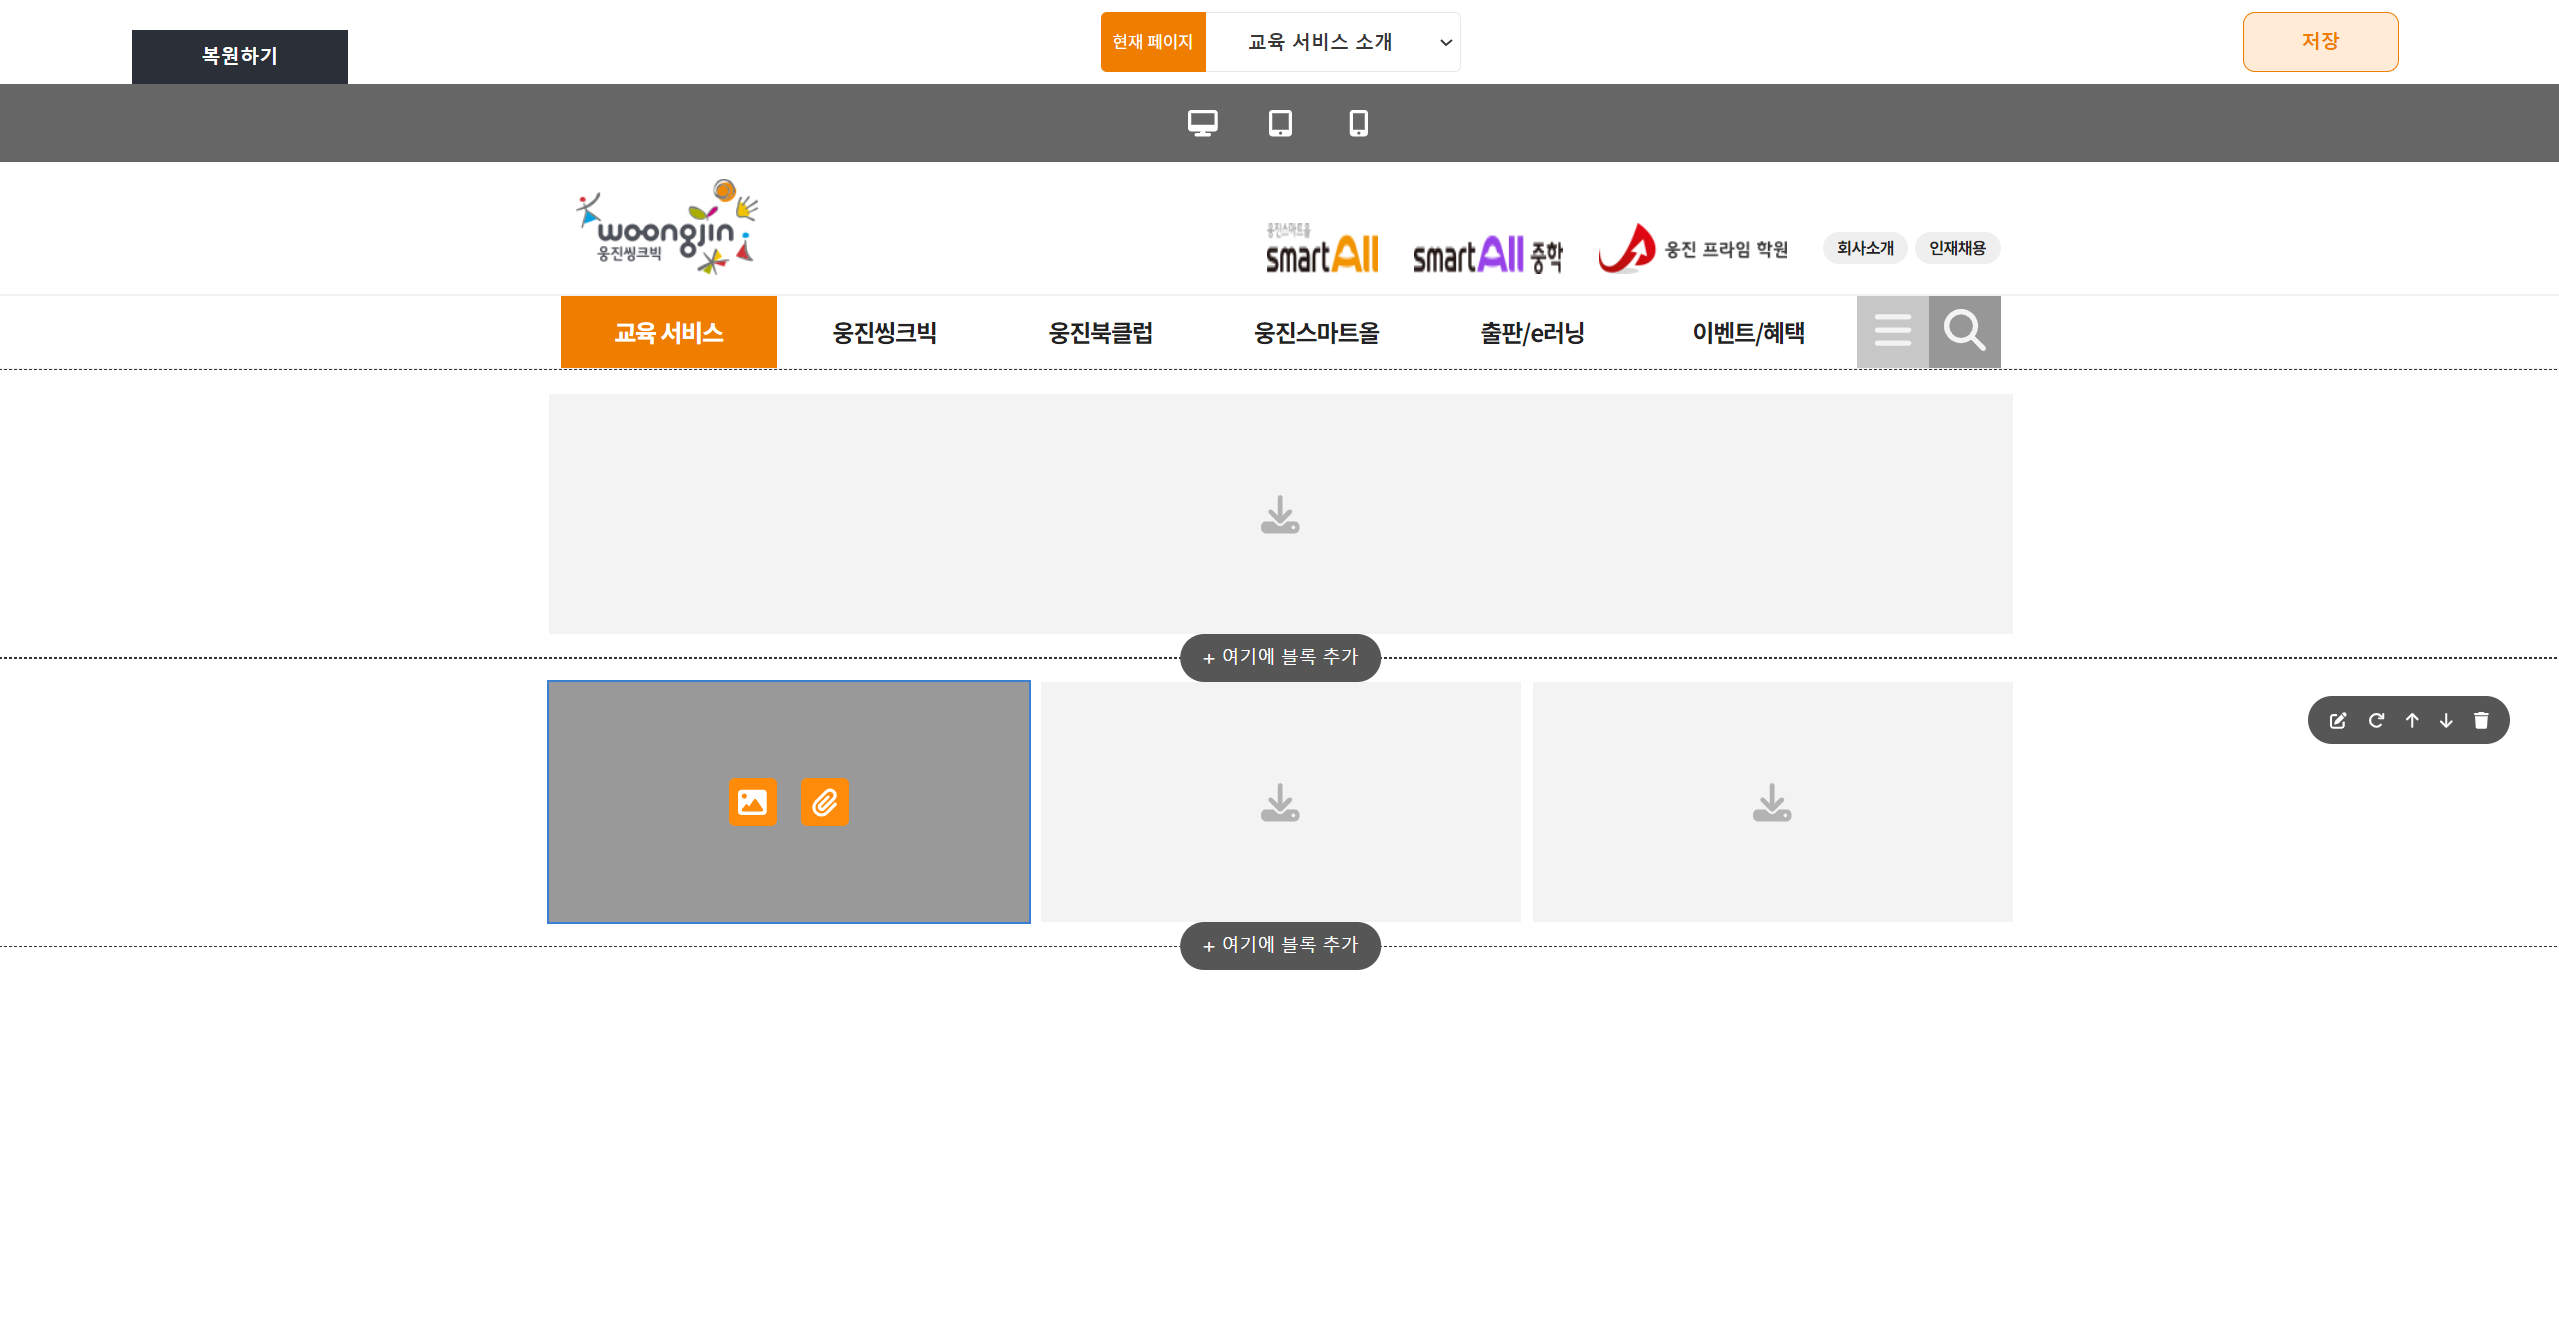 복원하기
현재 페이지
교육 서비스 소개
저장
woongjin
웅진씽크빅
웅진스마트올
smartAll
smartAll 중학
웅진 프라임 학원
회사소개
인재채용
교육 서비스
웅진씽크빅
웅진북클럽
웅진스마트올
출판/e러닝
이벤트/혜택
+ 여기에 블록 추가
+ 여기에 블록 추가